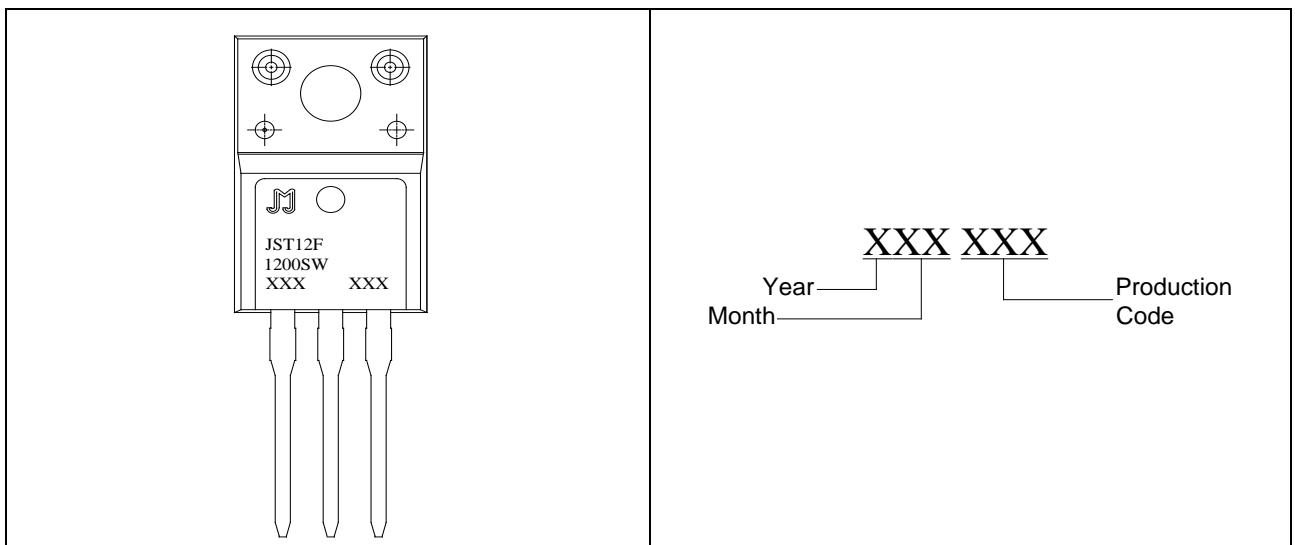 JST12F
1200SW
XXX XXX
XXX XXX
Year
Month
Production
Code